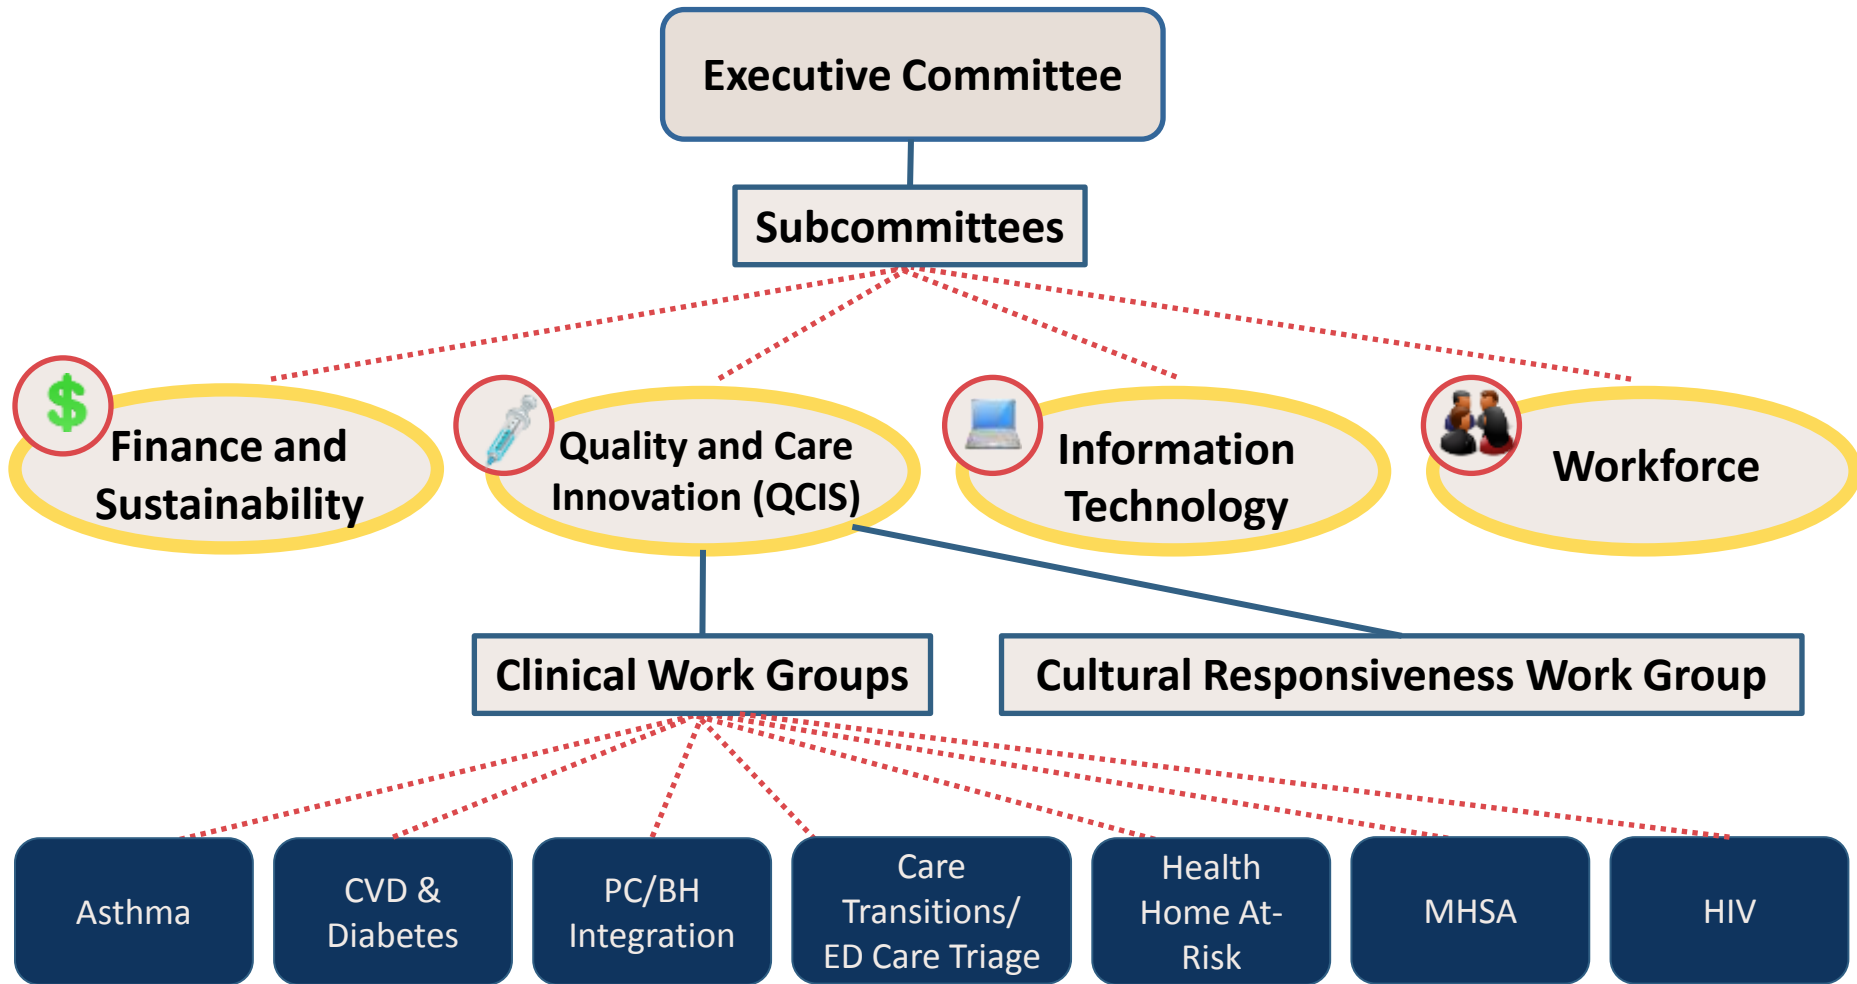 Executive Committee
Subcommittees
$
Finance and
Sustainability
Quality and Care
Innovation (QCIS)
Information
Technology
Workforce
Clinical Work Groups
Cultural Responsiveness Work Group
Asthma
CVD &
Diabetes
PC/BH
Integration
Care
Transitions/
ED Care Triage
Health
Home At-
Risk
MHSA
HIV